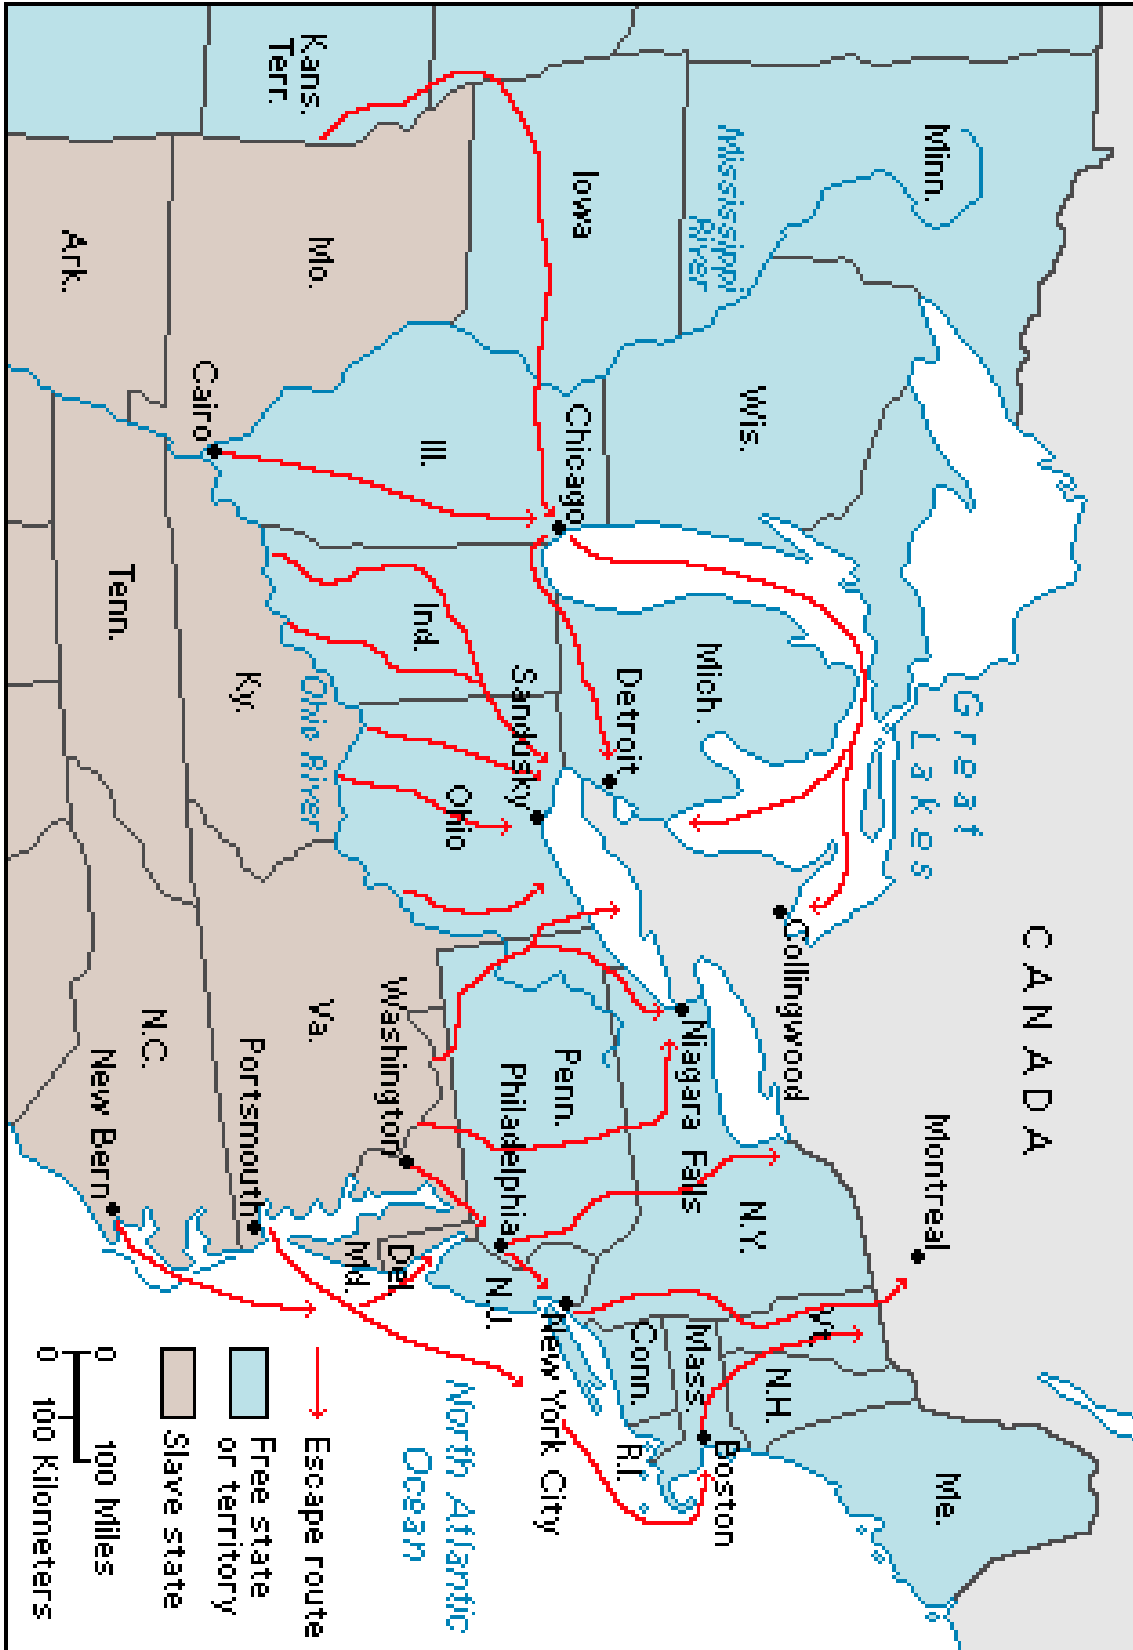 CANADA
Minn.
Mississippi
River
Great
Lakes
Montreal
Collingwood
Wis.
Mich.
Niagara Falls
N.Y.
Vt.
N.H.
Me.
Mass.
Boston
Conn.
R.I.
Iowa
Chicago
Detroit
Sandusky
Penn.
Philadelphia
N.J.
New York City
Kans.
Terr.
Ill.
Ind.
Ohio
Ohio River
Washington
Del.
Md.
North Atlantic
Ocean
Mo.
Cairo
Ky.
Va.
Portsmouth
Ark.
Tenn.
N.C.
New Bern
Escape route
Free state
or territory
Slave state
0 100 Miles
0 100 Kilometers